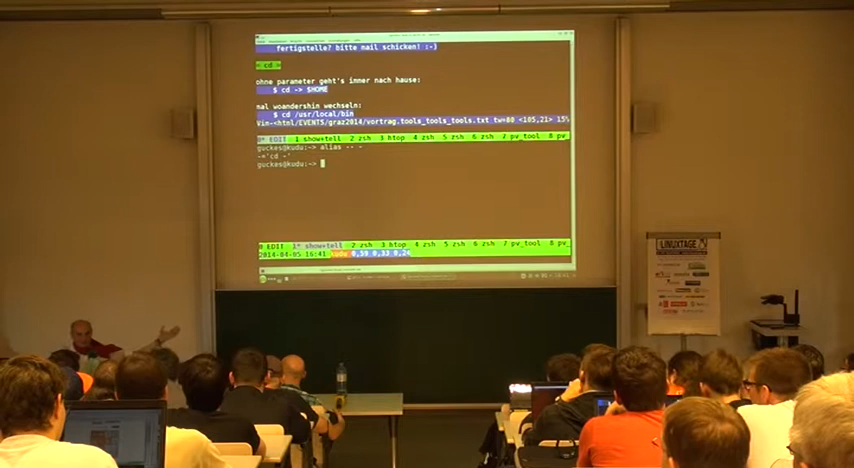 fertigstelle? bitte mail schicken! :-)
< cd >
ohne parameter geht's immer nach hause:
$ cd -> $HOME
mal woandershin wechseln:
$ cd /usr/local/bin
Vim-<html/EVENTS/graz2014/vortrag.tools_tools_tools.txt tw=80 <105,21> 15%
0* EDIT 1 show+tell 2 zsh 3 htop 4 zsh 5 zsh 6 zsh 7 pv_tool 8 pv
guckes@kudu:~> alias -- -
-='cd -'
guckes@kudu:~>
0 EDIT 1* show+tell 2 zsh 3 htop 4 zsh 5 zsh 6 zsh 7 pv_tool 8 pv
2014-04-05 16:41 kudu 0,59 0,33 0,24
LINUXTAGE